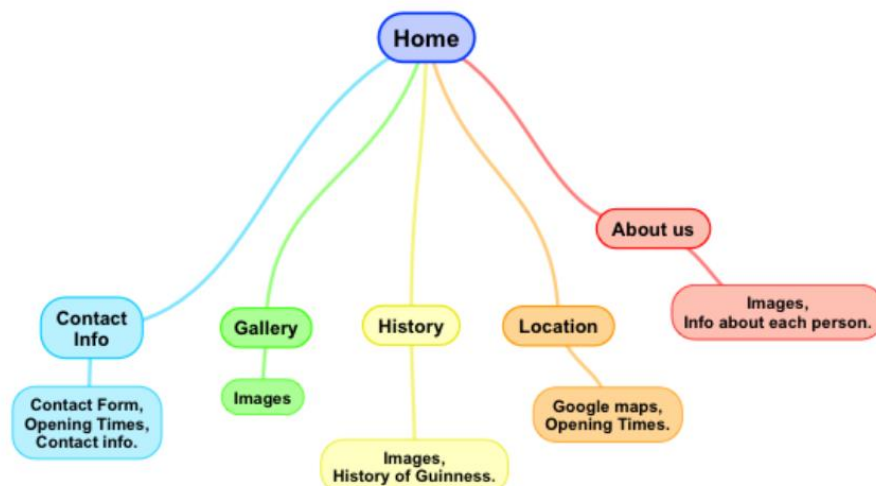 Home
About us
Images,
Info about each person.
Contact
Info
Gallery
History
Location
Contact Form,
Opening Times,
Contact info.
Images
Google maps,
Opening Times.
Images,
History of Guinness.